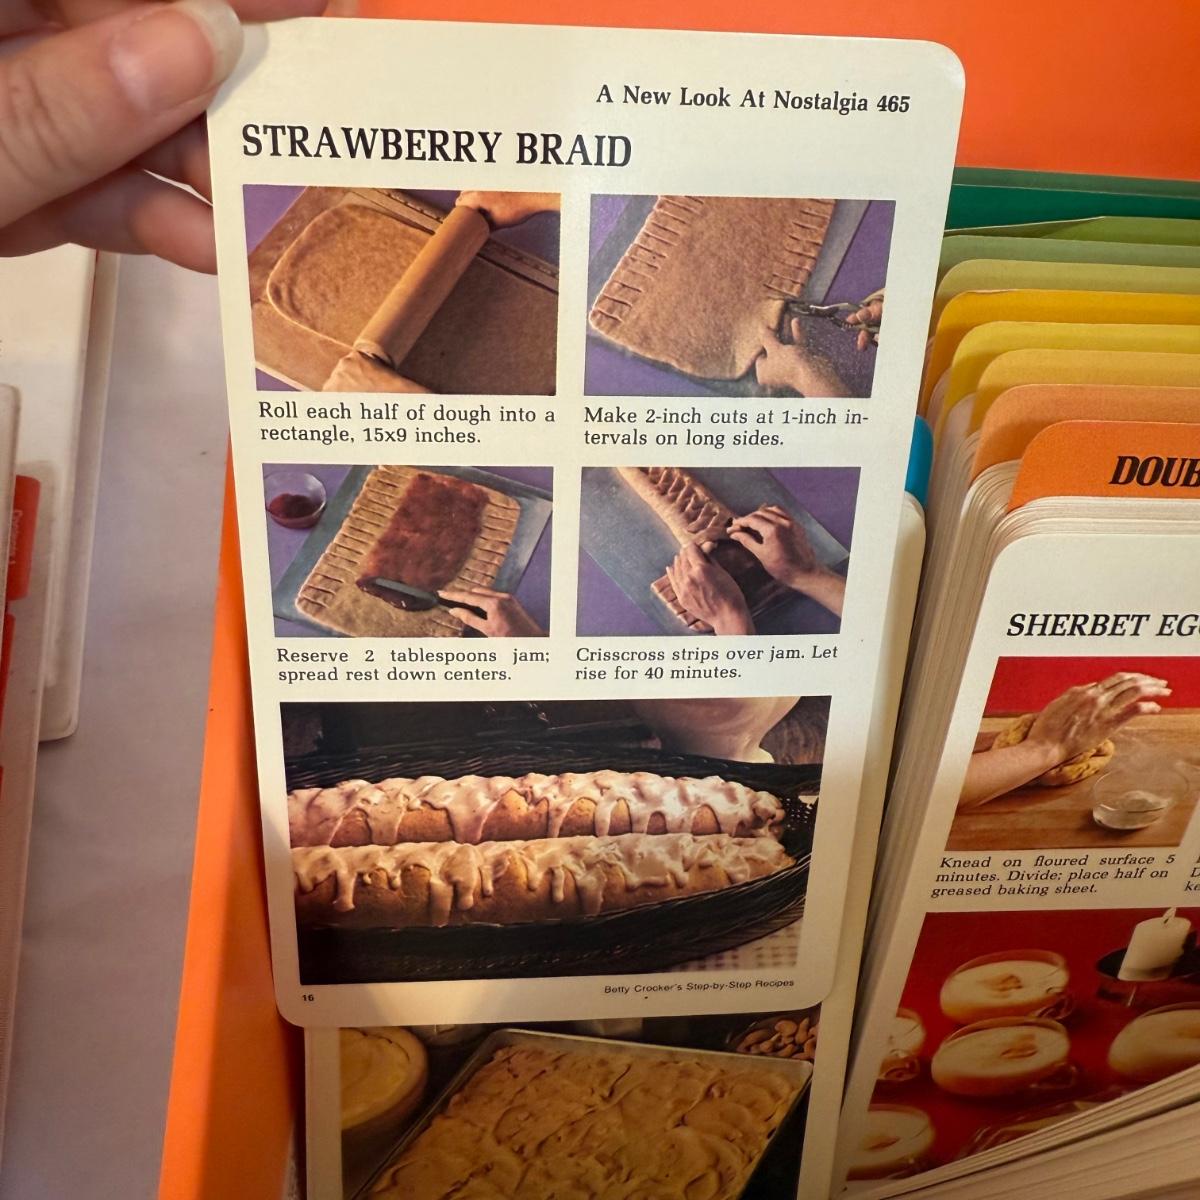 A New Look At Nostalgia 465
STRAWBERRY BRAID
Roll each half of dough into a
rectangle, 15x9 inches.
Make 2-inch cuts at 1-inch in-
tervals on long sides.
Reserve 2 tablespoons jam;
spread rest down centers.
Crisscross strips over jam. Let
rise for 40 minutes.
16
Betty Crocker's Step-by-Step Recipes
DOUB
SHERBET EG
Knead on floured surface 5
minutes. Divide; place half on
greased baking sheet.